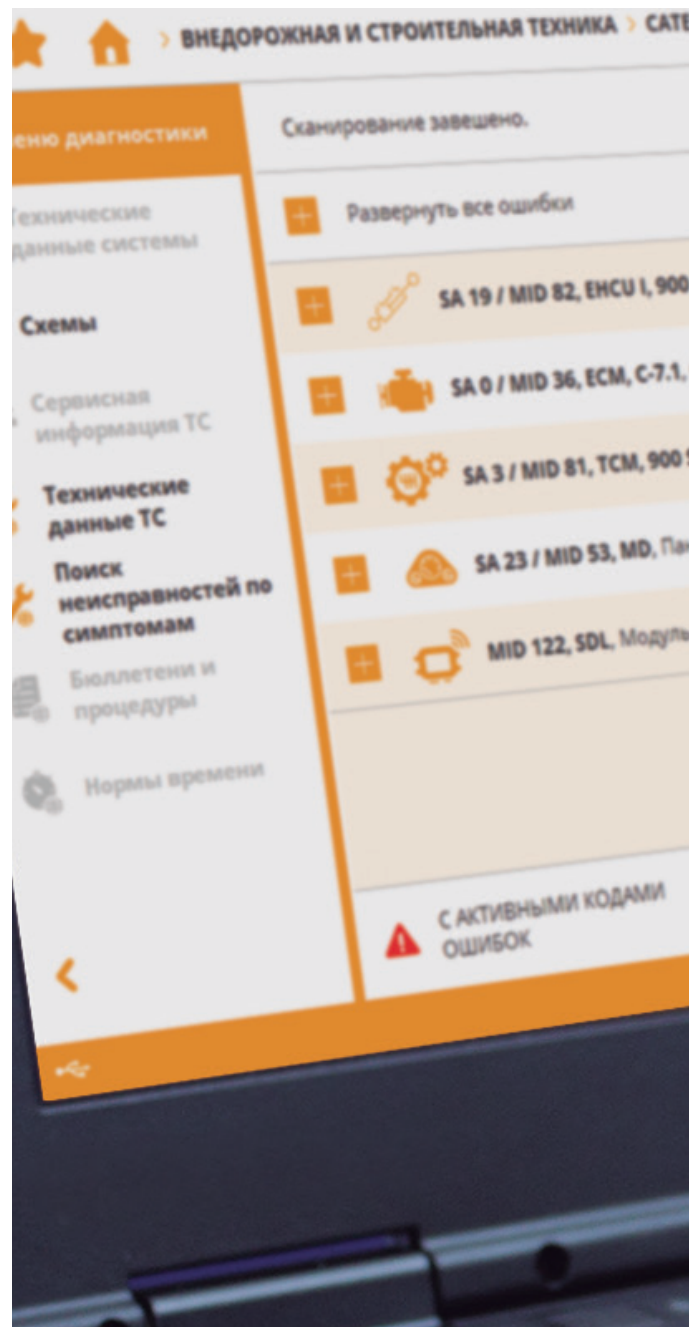 > ВНЕДОРОЖНАЯ И СТРОИТЕЛЬНАЯ ТЕХНИКА >
диагностики
Сканирование завешено.
Технические
данные системы
Развернуть все ошибки
Схемы
SA 19 / MID 82, EHCU I, 900
Сервисная
информация ТС
SA 0 / MID 36, ECM, C-7.1,
Технические
данные ТС
SA 3 / MID 81, TCM, 900
Поиск
неисправностей по
симптомам
SA 23 / MID 53, MD,
Бюллетени и
процедуры
MID 122, SDL, Модуль
Нормы времени
С АКТИВНЫМИ КОДАМИ
ОШИБОК